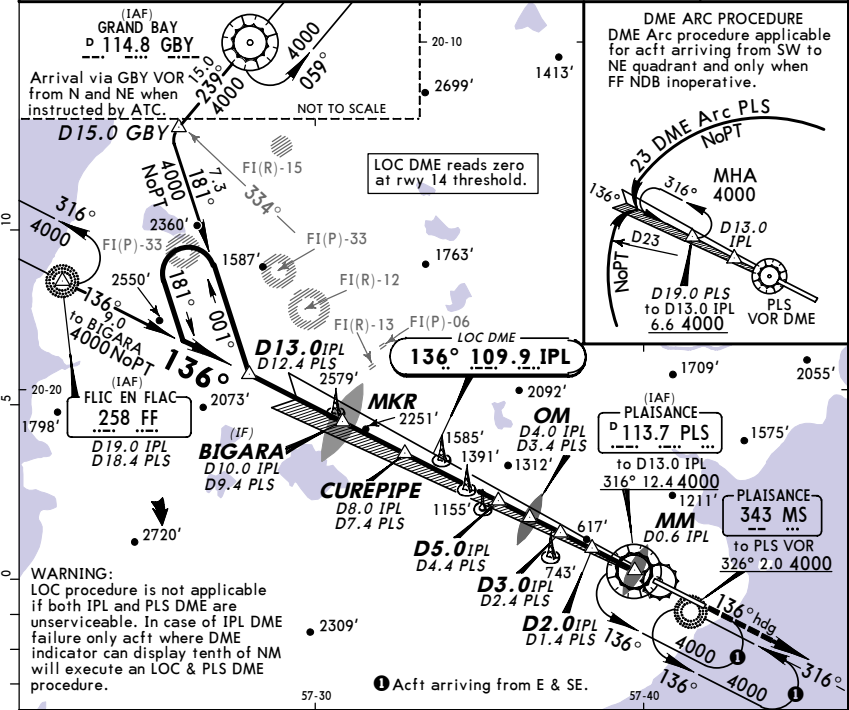 (IAF)
GRAND BAY
D 114.8 GBY
Arrival via GBY VOR
from N and NE when
instructed by ATC.
15.0
239°
4000
4000
059°
NOT TO SCALE
20-10
2699'
1413'
D15.0 GBY
DME ARC PROCEDURE
DME Arc procedure applicable
for acft arriving from SW to
NE quadrant and only when
FF NDB inoperative.
23 DME Arc PLS
NoPT
MHA
4000
136°
316°
D13.0
IPL
D23
NoPT
D19.0 PLS
to D13.0 IPL
6.6 4000
PLS
VOR DME
FI(R)-15
LOC DME reads zero
at rwy 14 threshold.
4000
NoPT
7.3
181°
334°
10
316°
4000
2360'
FI(P)-33
FI(P)-33
1587'
1763'
FI(R)-12
181°
001°
2550'
136°
9.0
to BIGARA
4000NoPT
136°
FI(R)-13
FI(P)-06
LOC DME
136° 109.9 IPL
D13.0IPL
D12.4 PLS
2579'
MKR
2251'
2092'
1709'
2055'
20-20
5
1798'
(IAF)
FLIC EN FLAC
258 FF
D19.0 IPL
D18.4 PLS
2073'
(IF)
BIGARA
D10.0 IPL
D9.4 PLS
1585'
1391'
1312'
OM
D4.0 IPL
D3.4 PLS
(IAF)
PLAISANCE
D 113.7 PLS
to D13.0 IPL
316° 12.4 4000
1575'
1211'
CUREPIPE
D8.0 IPL
D7.4 PLS
1155'
617'
MM
D0.6 IPL
PLAISANCE
343 MS
to PLS VOR
326° 2.0 4000
2720'
D5.0IPL
D4.4 PLS
743'
D3.0IPL
D2.4 PLS
D2.0IPL
D1.4 PLS
0
WARNING:
LOC procedure is not applicable
if both IPL and PLS DME are
unserviceable. In case of IPL DME
failure only acft where DME
indicator can display tenth of NM
will execute an LOC & PLS DME
procedure.
2309'
136°hdg
136°
4000
1
316°
136°
4000
1
1 Acft arriving from E & SE.
57-30
57-40